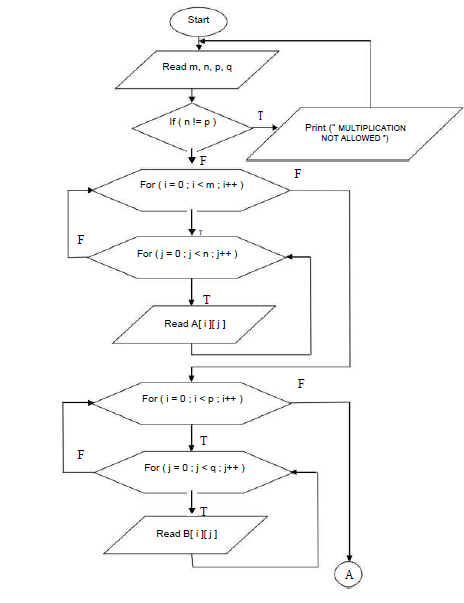 Start
Read m, n, p, q
If ( n != p )
T
Print (" MULTIPLICATION
NOT ALLOWED ")
F
For ( i = 0 ; i < m ; i++ )
F
T
F
For ( j = 0 ; j < n ; j++ )
T
Read A[ i ][ j ]
F
For ( i = 0 ; i < p ; i++ )
T
F
For ( j = 0 ; j < q ; j++ )
T
Read B[ i ][ j ]
A